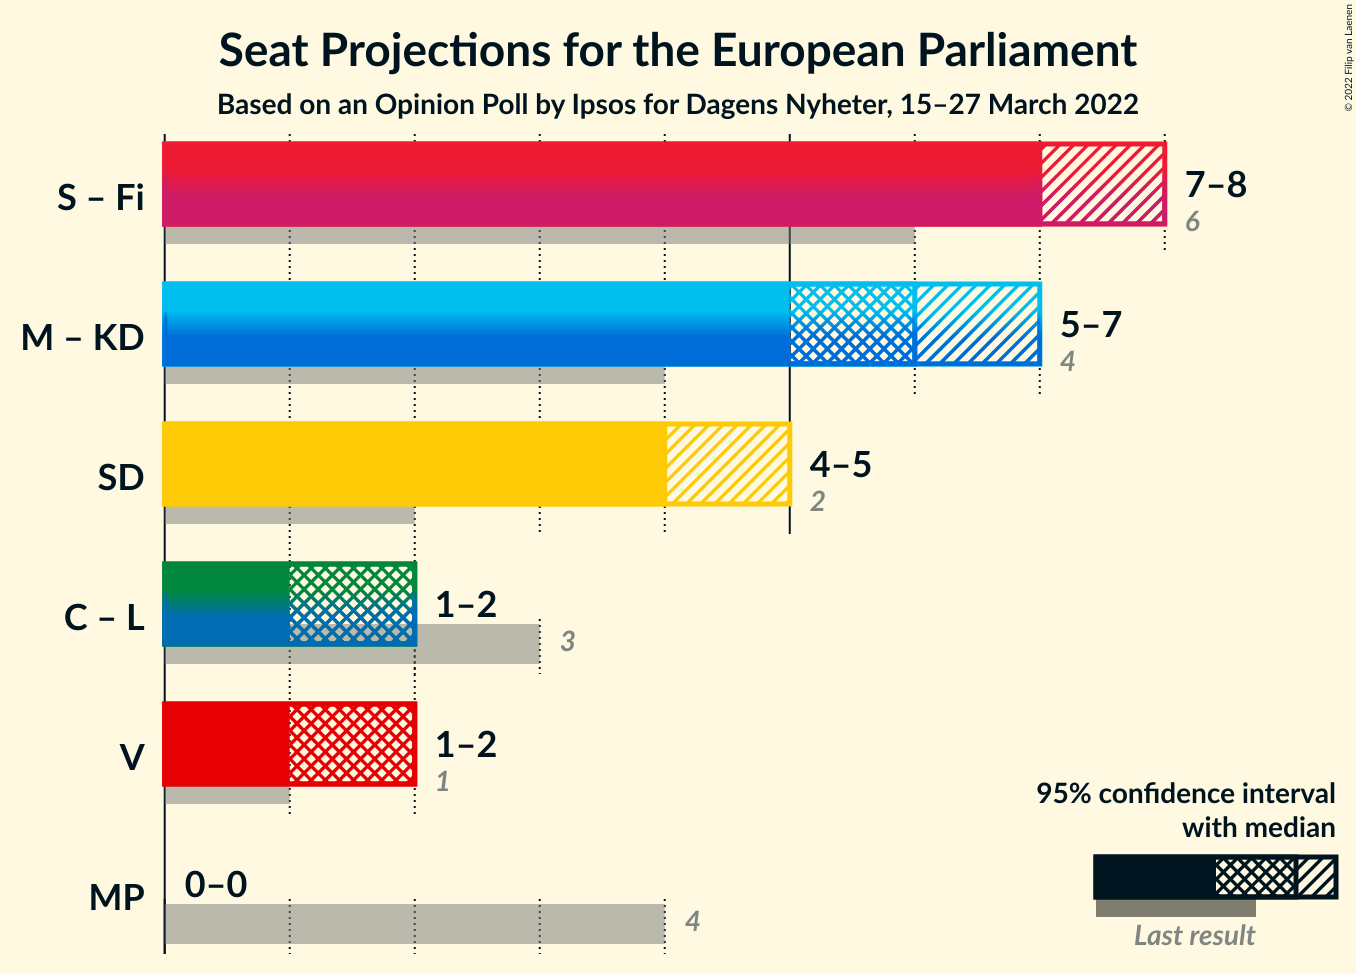 Seat Projections for the European Parliament
Based on an Opinion Poll by Ipsos for Dagens Nyheter, 15–27 March 2022
© 2022 Filip van Laenen
S – Fi
7–8
6
M – KD
5–7
4
SD
4–5
2
C – L
1–2
3
V
1–2
1
MP
0–0
4
95% confidence interval
with median
Last result